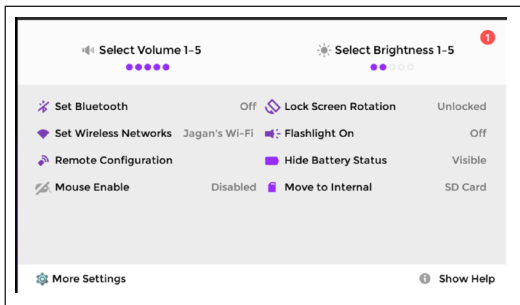 Select Volume 1-5
Select Brightness 1-5
1
Set Bluetooth Off
Lock Screen Rotation Unlocked
Set Wireless Networks Jagan's Wi-Fi
Flashlight On Off
Remote Configuration
Hide Battery Status Visible
Mouse Enable Disabled
Move to Internal SD Card
More Settings
Show Help